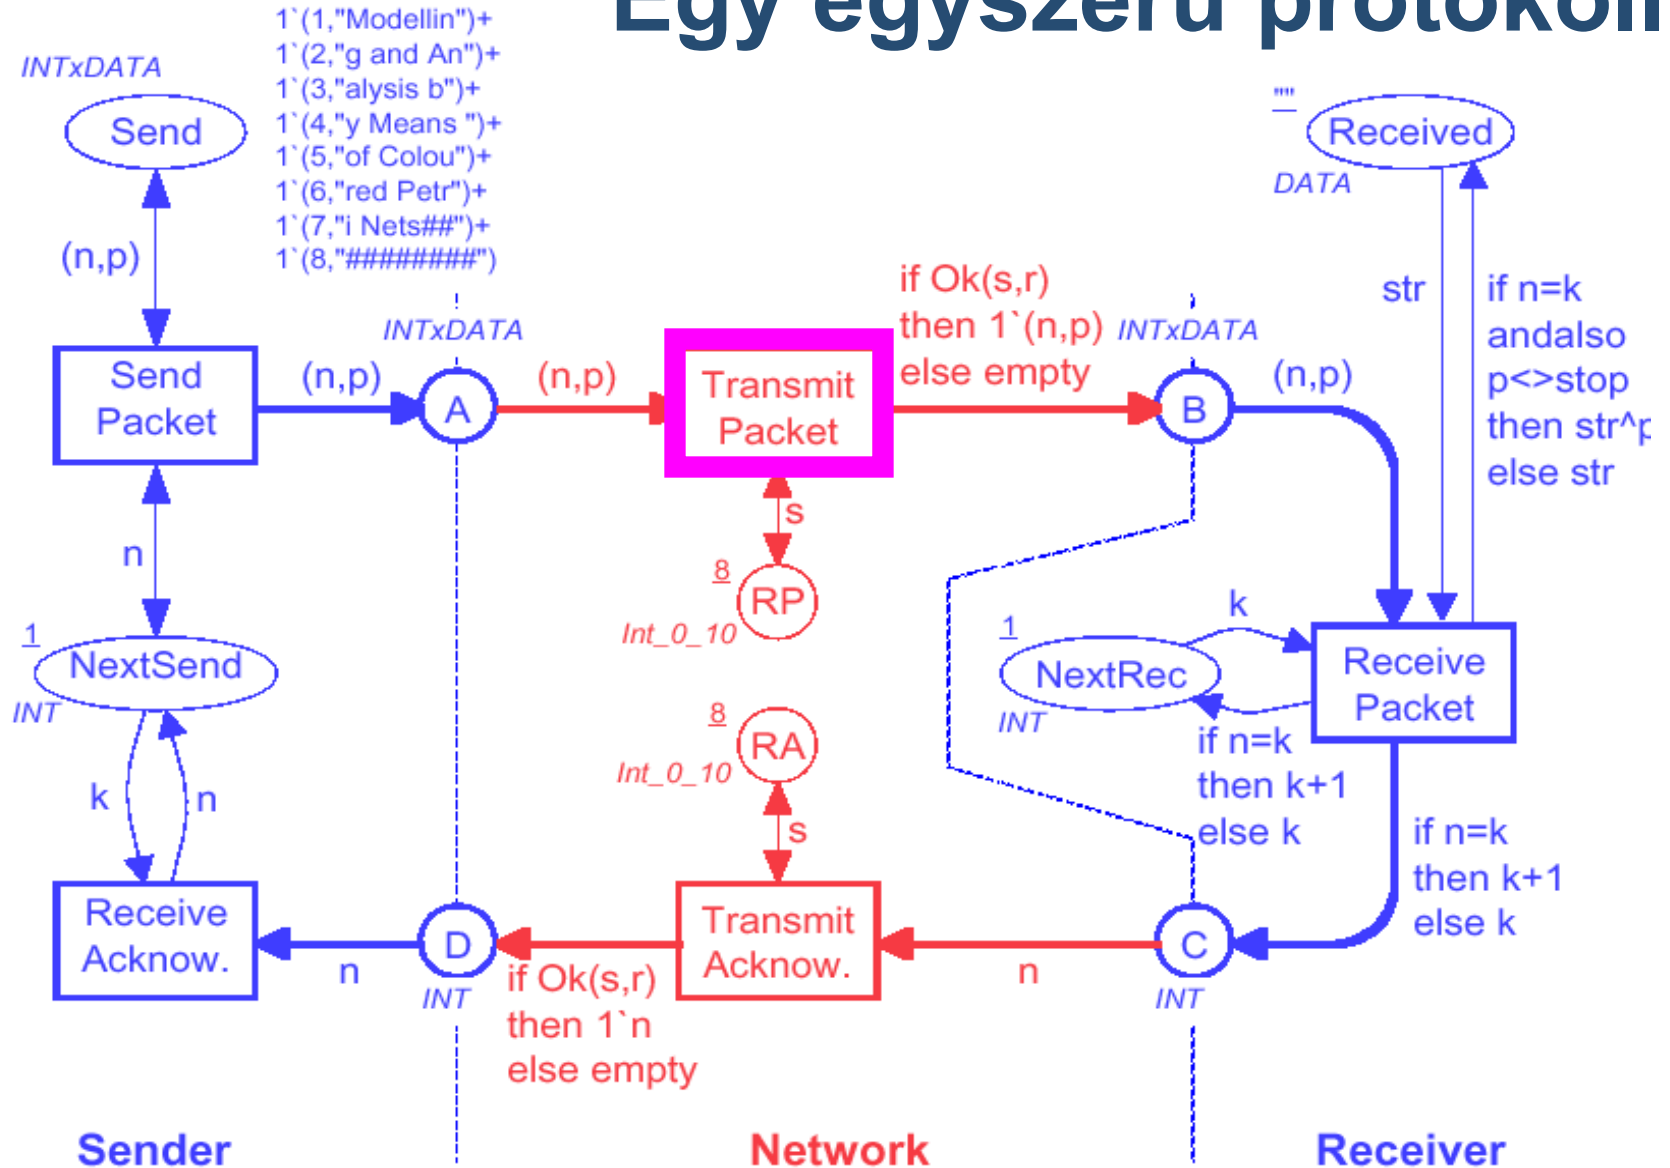 Egy egyszerű protokoll
1`(1,"Modellin")+
1`(2,"g and An")+
1`(3,"alysis b")+
1`(4,"y Means ")+
1`(5,"of Colou")+
1`(6,"red Petr")+
1`(7,"i Nets##")+
1`(8,"########")
INTxDATA
Send
(n,p)
Send
Packet
(n,p)
INTxDATA
A
(n,p)
Transmit
Packet
if Ok(s,r)
then 1`(n,p)
else empty
INTxDATA
B
(n,p)
""
Received
DATA
str
if n=k
andalso
p<>stop
then str^p
else str
n
1
NextSend
INT
k
n
s
8
RP
Int_0_10
8
RA
Int_0_10
s
1
NextRec
INT
k
if n=k
then k+1
else k
Receive
Packet
if n=k
then k+1
else k
Receive
Acknow.
n
D
INT
if Ok(s,r)
then 1`n
else empty
Transmit
Acknow.
n
C
INT
Sender
Network
Receiver